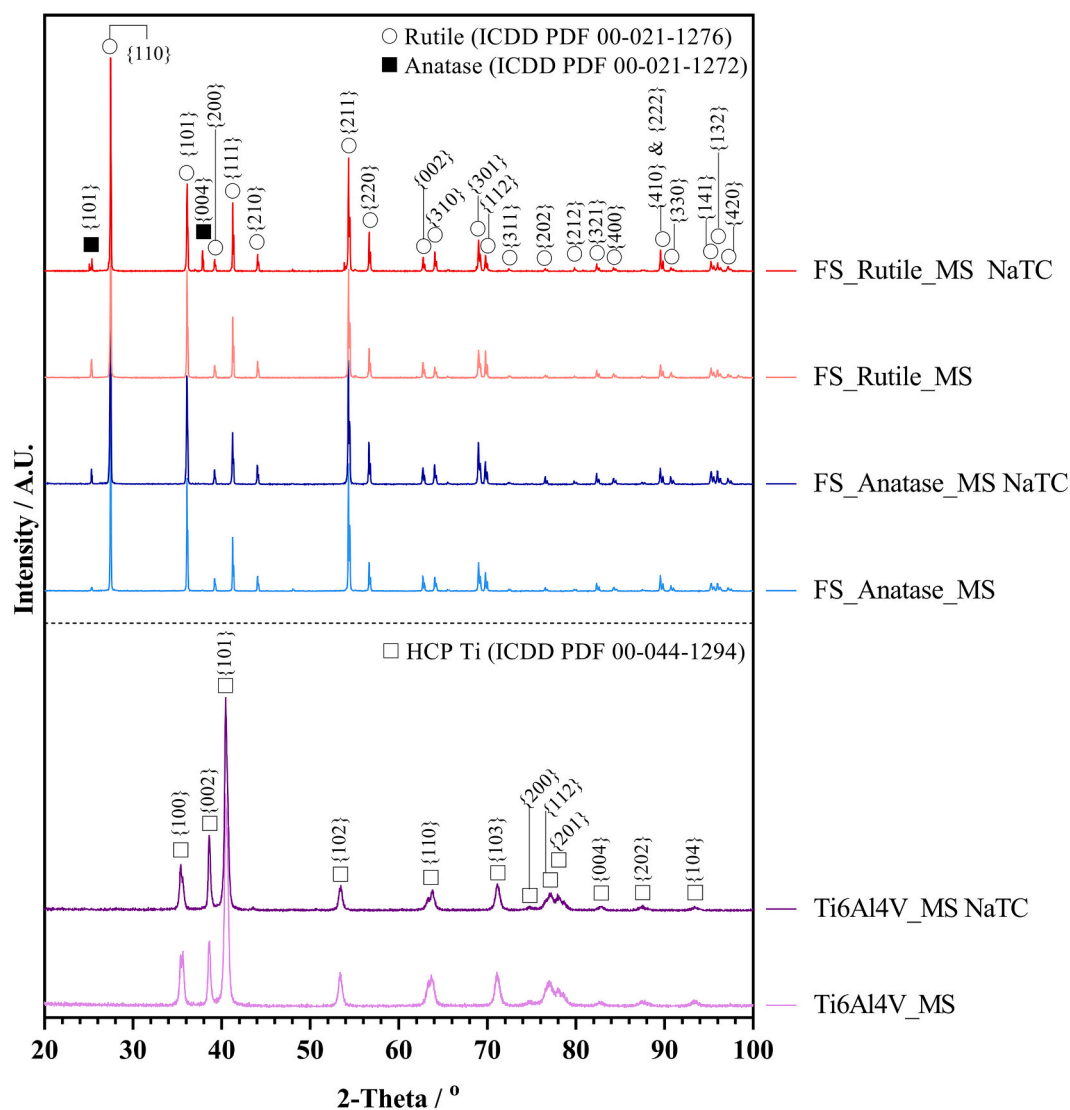 Rutile (ICDD PDF 00-021-1276)
Anatase (ICDD PDF 00-021-1272)
{101}
{110}
{101}
{004}
{200}
{111}
{210}
{211}
{220}
{002}
{310}
{301}
{112}
{311}
{202}
{212}
{321}
{400}
{410} & {222}
{330}
{141}
{132}
{420}
FS_Rutile_MS NaTC
FS_Rutile_MS
FS_Anatase_MS NaTC
FS_Anatase_MS
HCP Ti (ICDD PDF 00-044-1294)
{100}
{002}
{101}
{102}
{110}
{103}
{200}
{112}
{201}
{004}
{202}
{104}
Ti6Al4V_MS NaTC
Ti6Al4V_MS
Intensity / A.U.
20 30 40 50 60 70 80 90 100
2-Theta / º